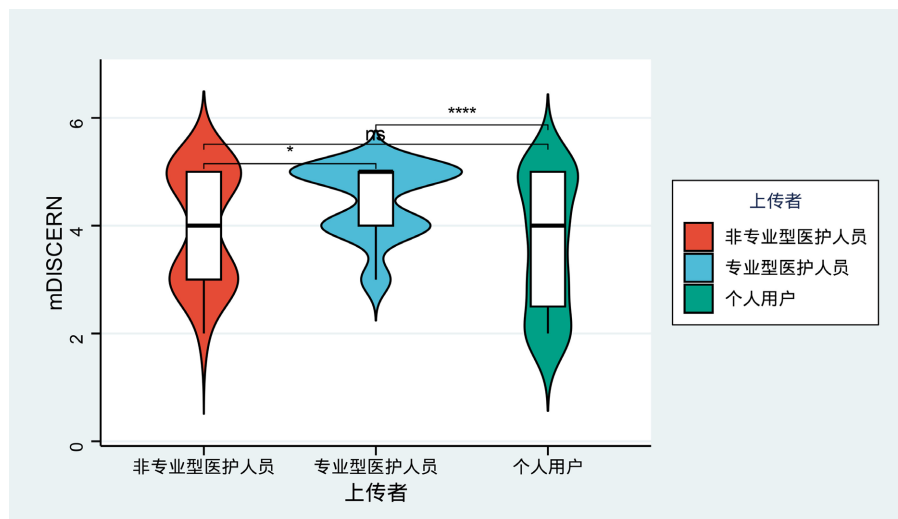 ****
ns
*
6
4
2
0
mDISCERN
非专业型医护人员
专业型医护人员
个人用户
上传者
上传者
非专业型医护人员
专业型医护人员
个人用户